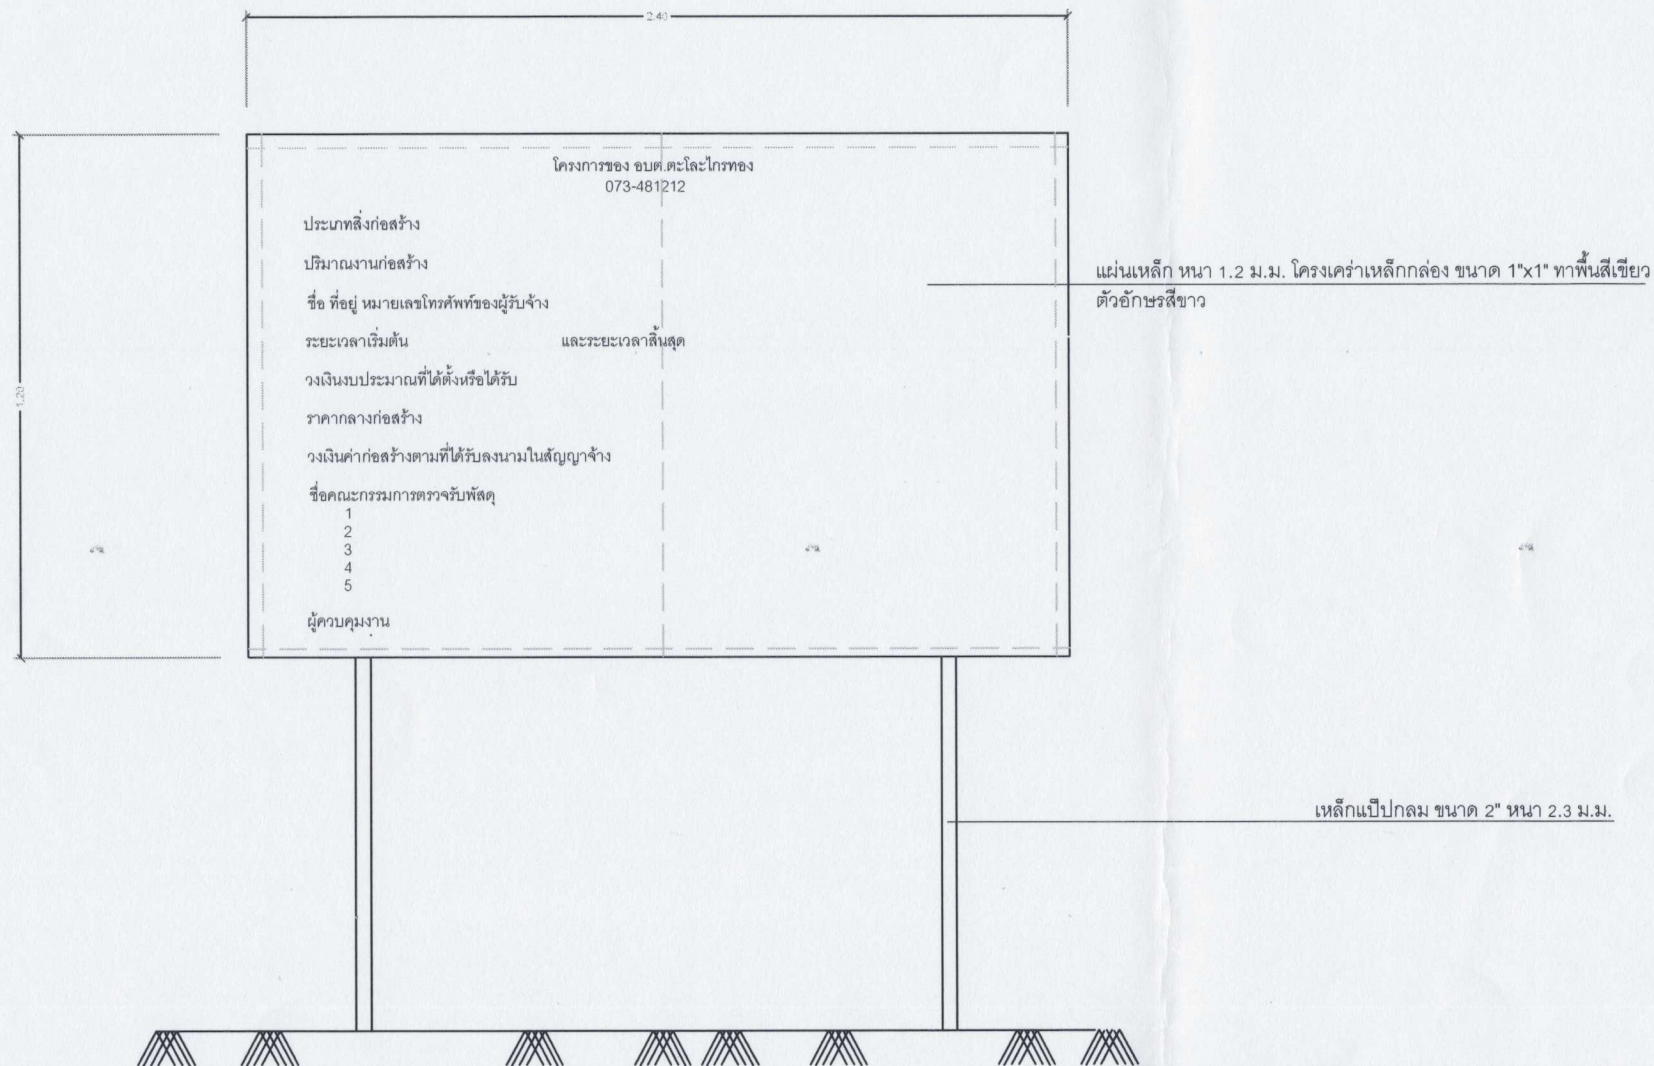 2.40
1.20
โครงการของ อบต.ตะโละไกรทอง
073-481212
ประเภทสิ่งก่อสร้าง
ปริมาณงานก่อสร้าง
ชื่อ ที่อยู่ หมายเลขโทรศัพท์ของผู้รับจ้าง
ระยะเวลาเริ่มต้น และระยะเวลาสิ้นสุด
วงเงินงบประมาณที่ได้ตั้งหรือได้รับ
ราคากลางก่อสร้าง
วงเงินค่าก่อสร้างตามที่ได้รับลงนามในสัญญาจ้าง
ชื่อคณะกรรมการตรวจรับพัสดุ
1
2
3
4
5
ผู้ควบคุมงาน
แผ่นเหล็ก หนา 1.2 ม.ม. โครงเคร่าเหล็กกล่อง ขนาด 1"x1" ทาพื้นสีเขียว
ตัวอักษรสีขาว
เหล็กแป๊ปกลม ขนาด 2" หนา 2.3 ม.ม.